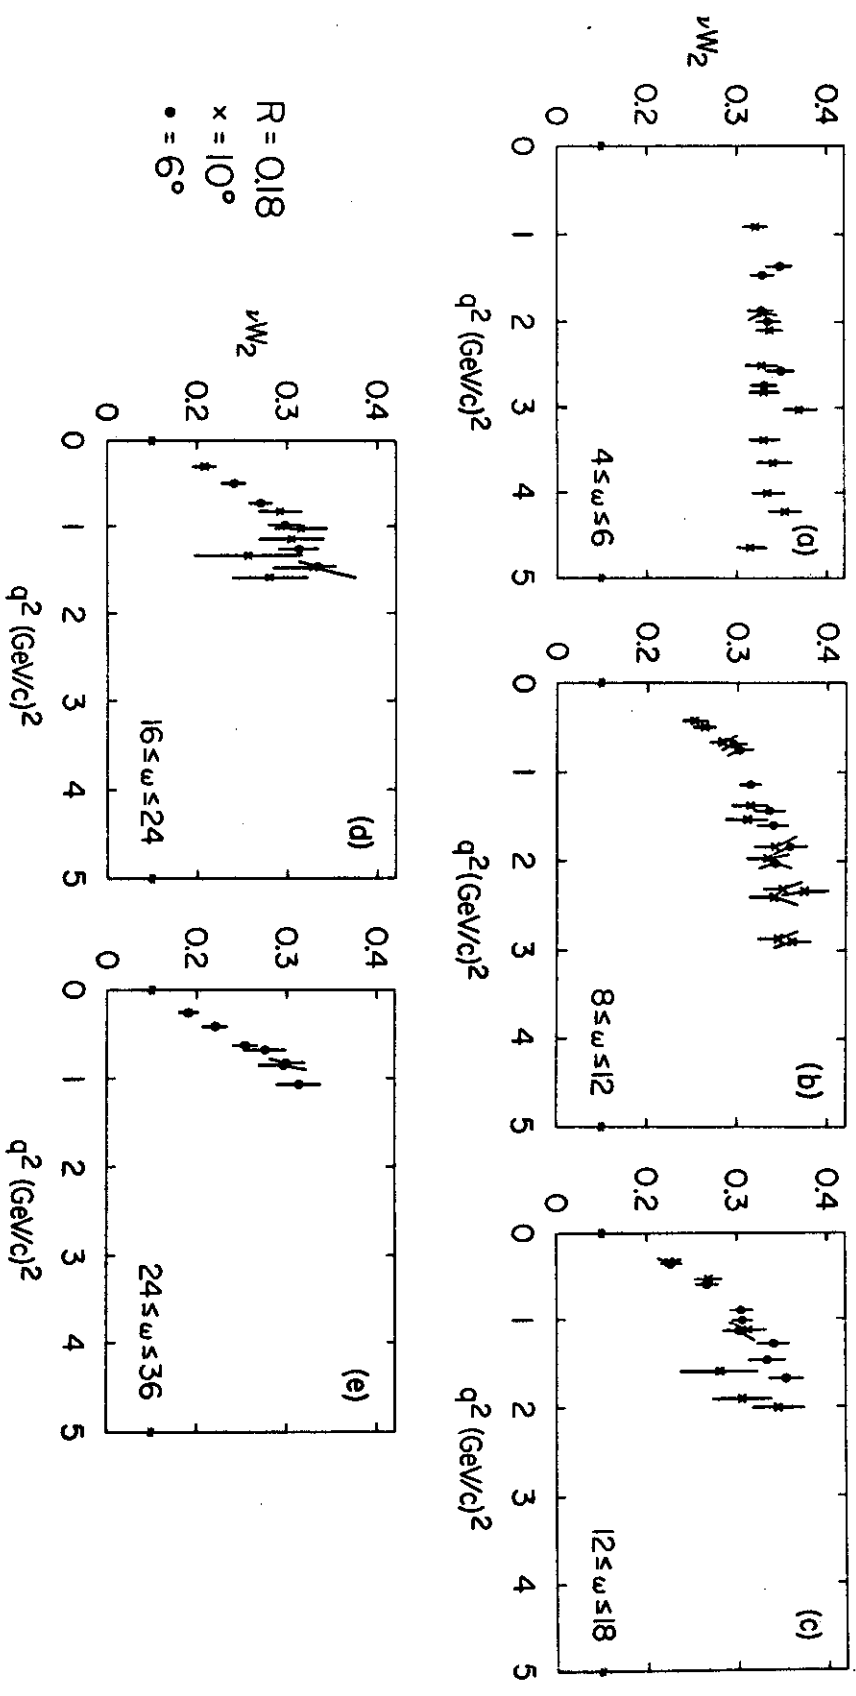 νW₂
0.4
0.3
0.2
0
(a)
4 ≤ ω ≤ 6
0 1 2 3 4 5
q² (GeV/c)²
0.4
0.3
0.2
0
(b)
8 ≤ ω ≤ 12
0 1 2 3 4 5
q² (GeV/c)²
0.4
0.3
0.2
0
(c)
12 ≤ ω ≤ 18
0 1 2 3 4 5
q² (GeV/c)²
R = 0.18
× = 10°
• = 6°
νW₂
0.4
0.3
0.2
0
(d)
16 ≤ ω ≤ 24
0 1 2 3 4 5
q² (GeV/c)²
0.4
0.3
0.2
0
(e)
24 ≤ ω ≤ 36
0 1 2 3 4 5
q² (GeV/c)²